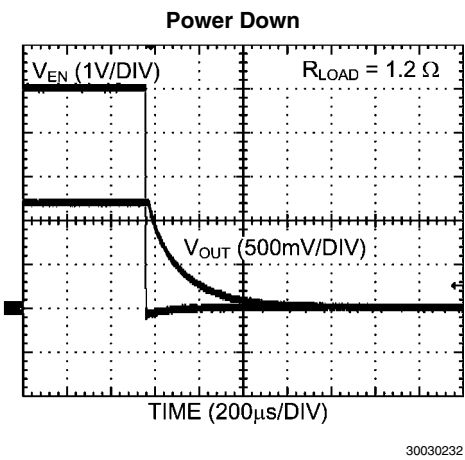 Power Down
V_EN (1V/DIV)
R_LOAD = 1.2 Ω
V_OUT (500mV/DIV)
TIME (200μs/DIV)
30030232